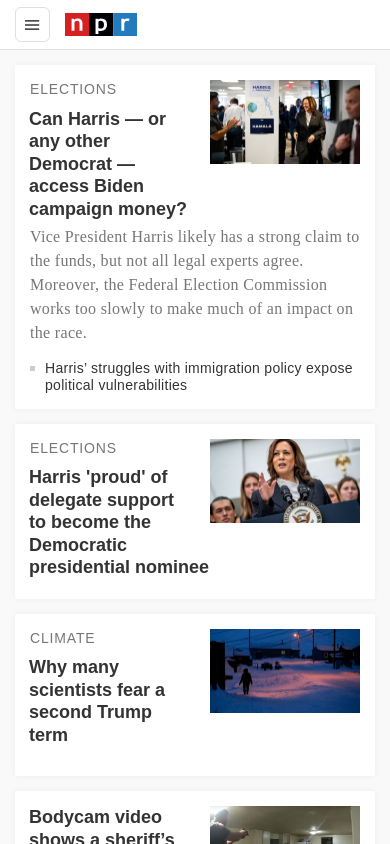 npr
ELECTIONS
Can Harris — or
any other
Democrat —
access Biden
campaign money?
HARRIS
KAMALA
Vice President Harris likely has a strong claim to
the funds, but not all legal experts agree.
Moreover, the Federal Election Commission
works too slowly to make much of an impact on
the race.
Harris’ struggles with immigration policy expose
political vulnerabilities
ELECTIONS
Harris 'proud' of
delegate support
to become the
Democratic
presidential nominee
CLIMATE
Why many
scientists fear a
second Trump
term
Bodycam video
shows a sheriff’s